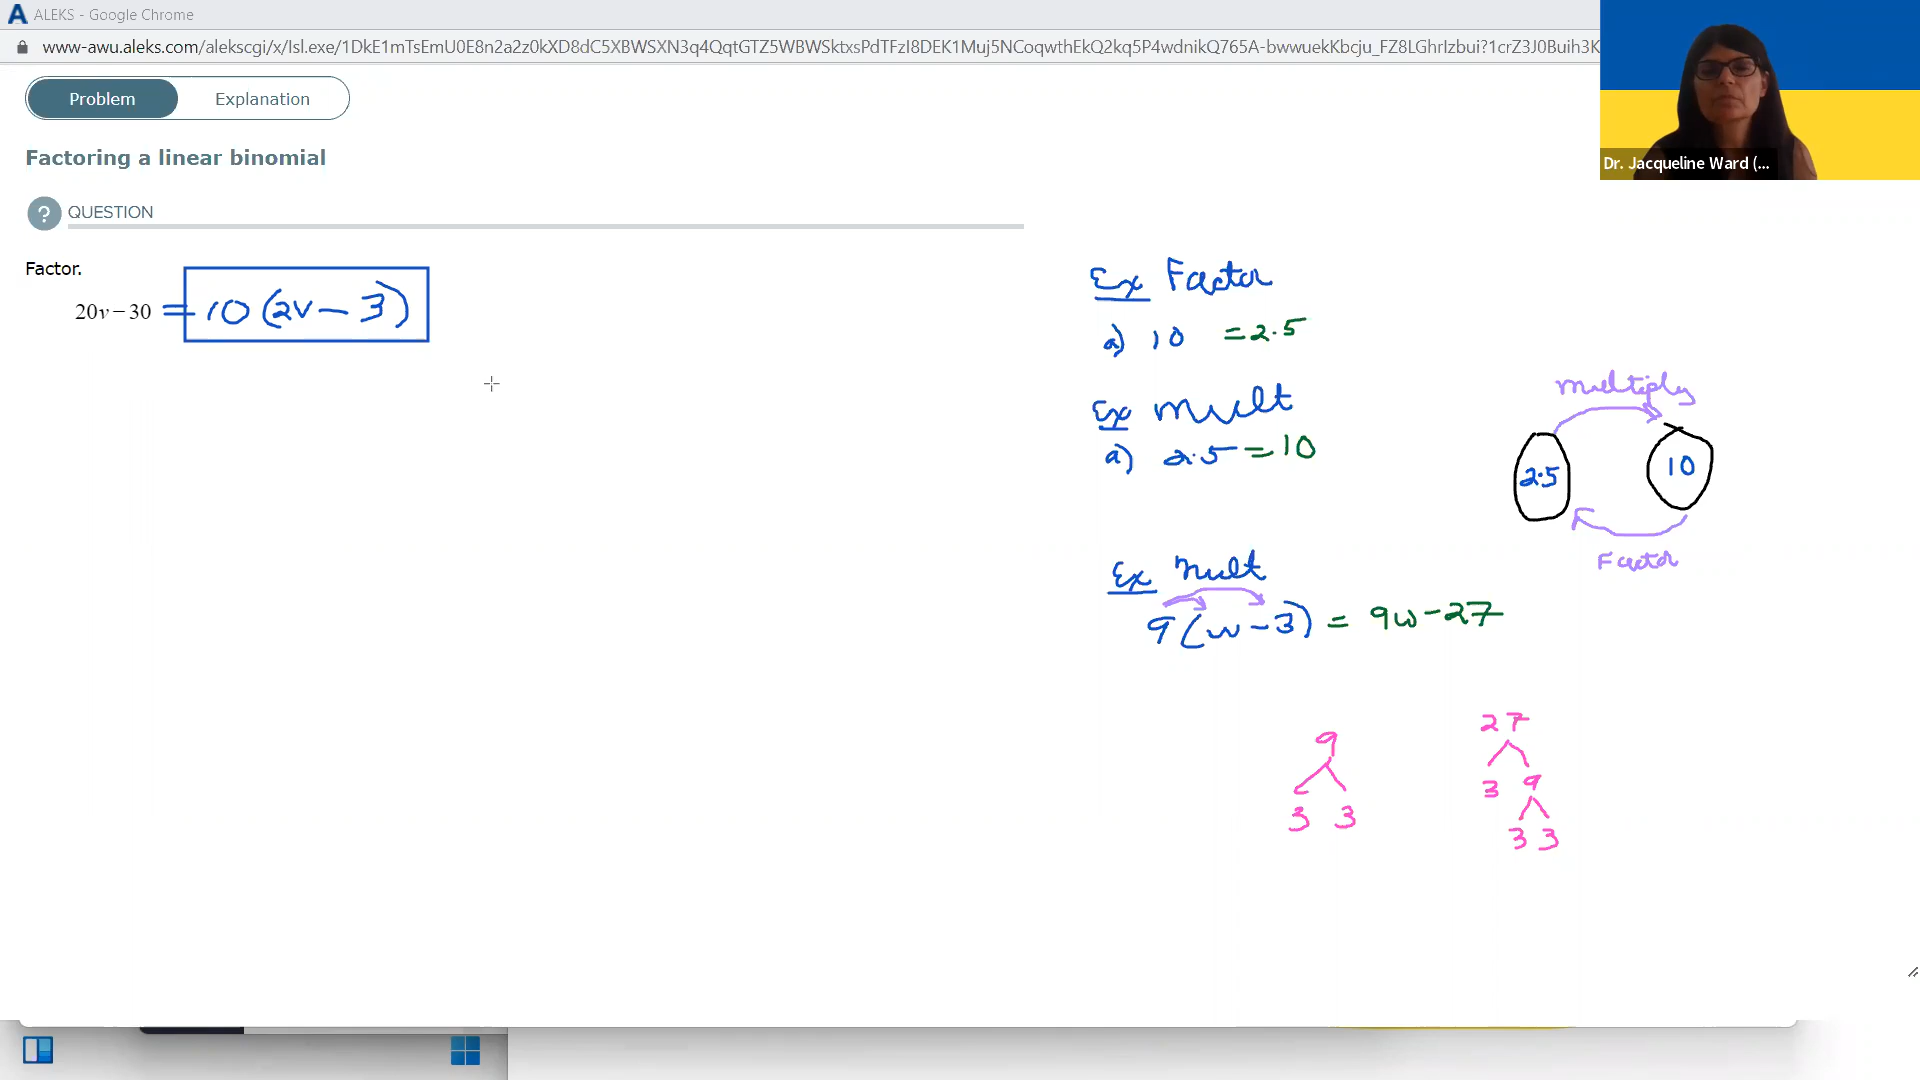 ALEKS - Google Chrome
www-awu.aleks.com/alekscgi/x/Isl.exe/1DkE1mTsEmU0E8n2a2z0kXD8dC5XBWSXN3q4QqtGTZ5WBWSktxsPdTFzI8DEK1Muj5NCoqwthEkQ2kq5P4wdnikQ765A-bwwuekKbcju_FZ8LGhrIzbui?1crZ3J0Buih3K
Problem Explanation
Dr. Jacqueline Ward (...
Factoring a linear binomial
? QUESTION
Factor.
20v-30 = 10(2v-3)
Ex Factor
a) 10 = 2·5
Ex Mult
a) 2·5 = 10
multiply
2·5 10
Factor
Ex Mult
9(w-3) = 9w-27
9
3 3
27
3 9
3 3